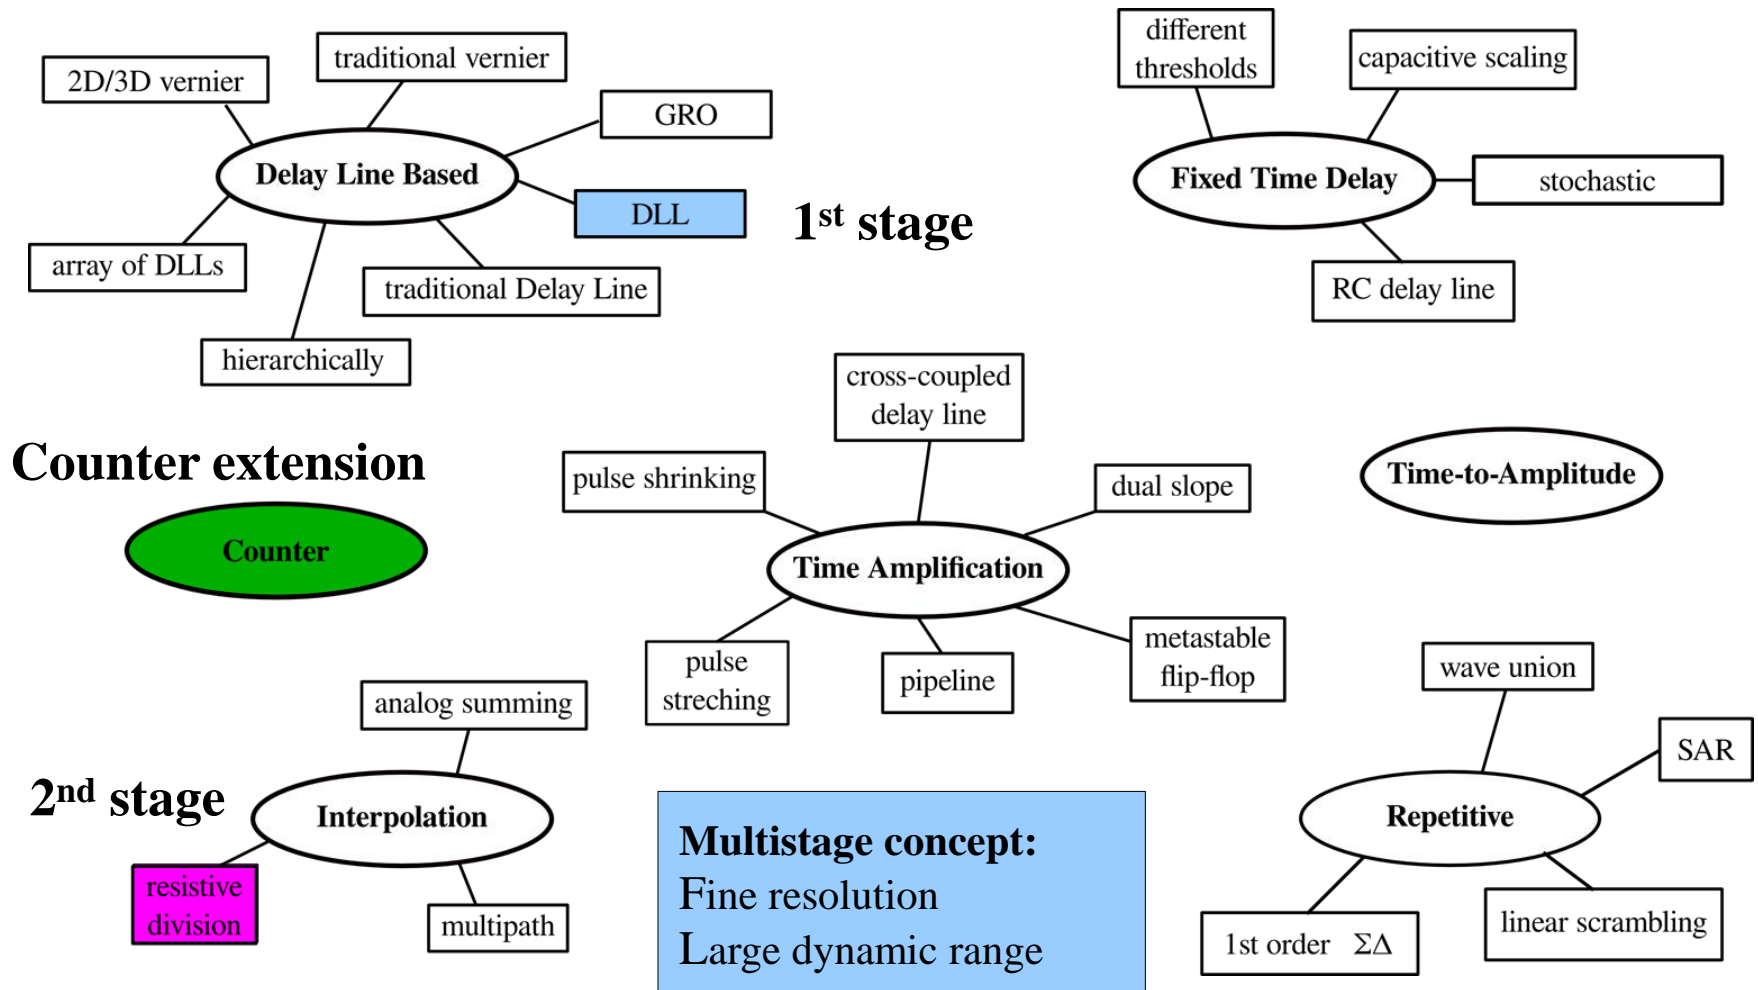 2D/3D vernier
traditional vernier
GRO
Delay Line Based
DLL
1st stage
array of DLLs
traditional Delay Line
hierarchically
different
thresholds
capacitive scaling
Fixed Time Delay
stochastic
RC delay line
Counter extension
Counter
cross-coupled
delay line
pulse shrinking
dual slope
Time Amplification
pulse
streching
pipeline
metastable
flip-flop
Time-to-Amplitude
analog summing
2nd stage
Interpolation
resistive
division
multipath
Multistage concept:
Fine resolution
Large dynamic range
wave union
SAR
Repetitive
1st order ΣΔ
linear scrambling